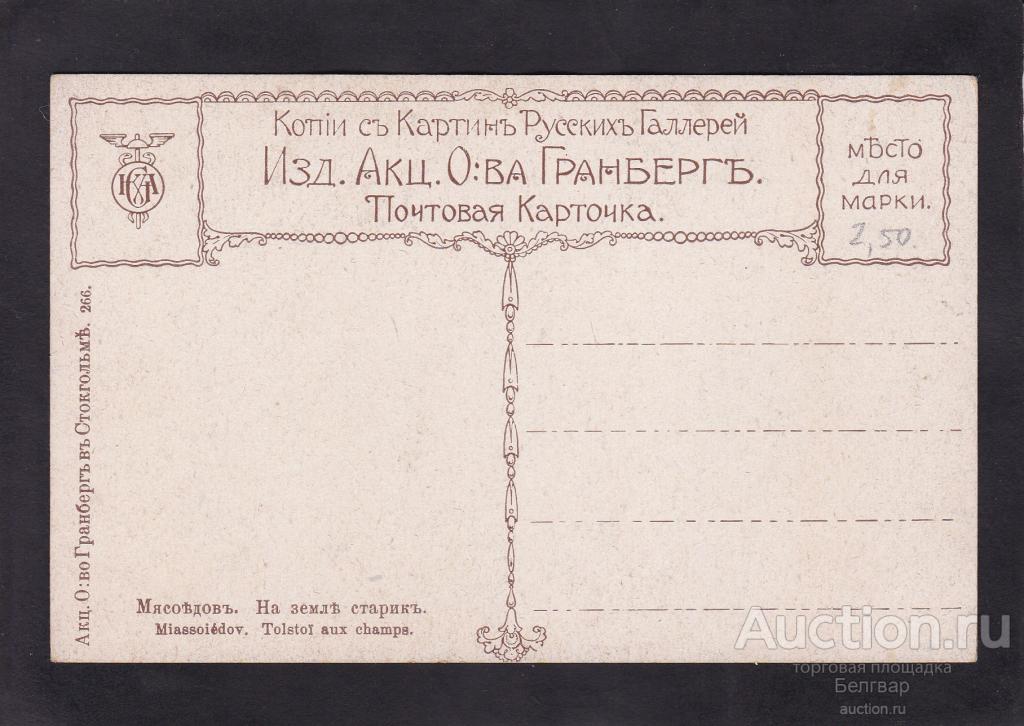 Копіи съ Картинъ Русскихъ Галлерей
Изд. Акц. О:ва Гранбергъ.
Почтовая Карточка.
мѣсто
для
марки.
2,50.
Акц. О:во Гранбергъ въ Стокгольмѣ. 266.
Мясоѣдовъ. На землѣ старикъ.
Miassoiédov. Tolstoï aux champs.
Auction.ru
торговая площадка
Белгвар
auction.ru